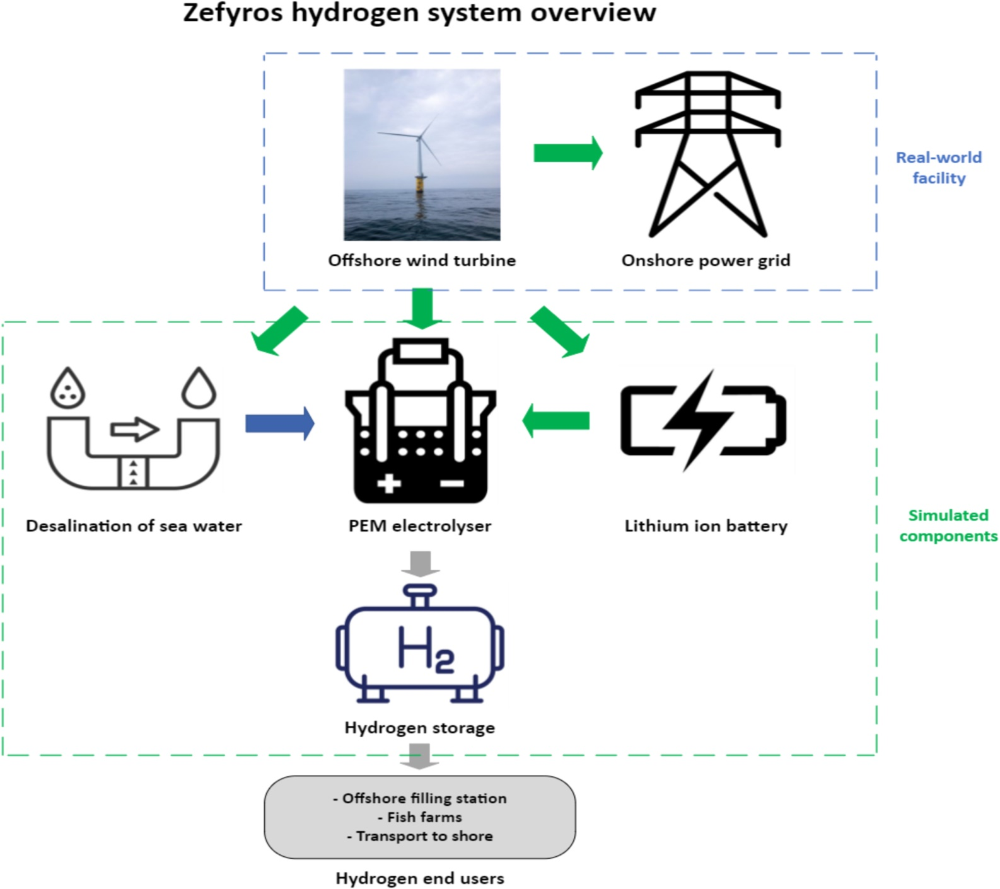 Zefyros hydrogen system overview
Real-world
facility
Offshore wind turbine
Onshore power grid
Desalination of sea water
PEM electrolyser
Lithium ion battery
Simulated
components
H2
Hydrogen storage
- Offshore filling station
- Fish farms
- Transport to shore
Hydrogen end users